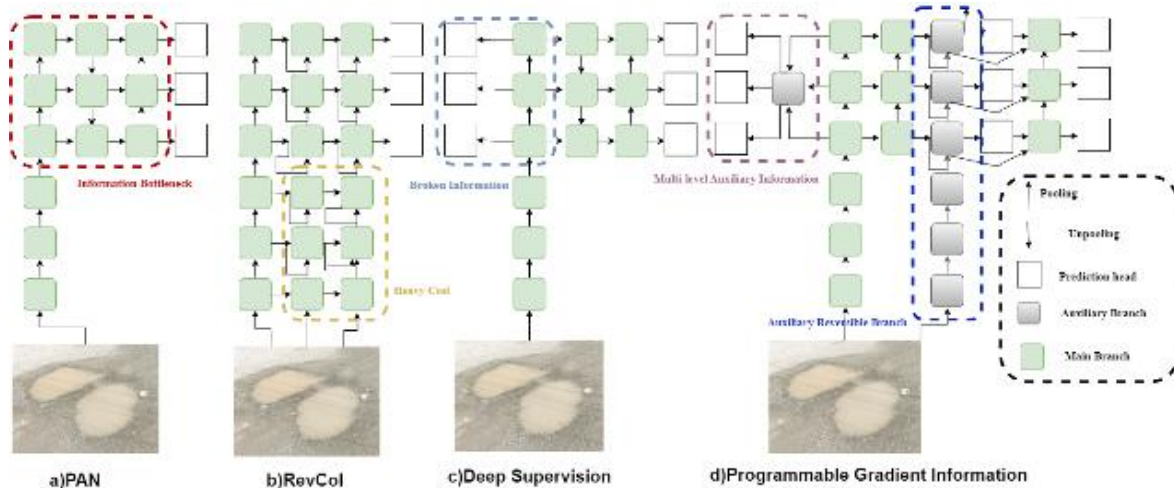 Information Bottleneck
Broken Information
Multi level Auxiliary Information
Heavy Cost
Auxiliary Reversible Branch
Pooling
Unpooling
Prediction head
Auxiliary Branch
Main Branch
a)PAN
b)RevCol
c)Deep Supervision
d)Programmable Gradient Information